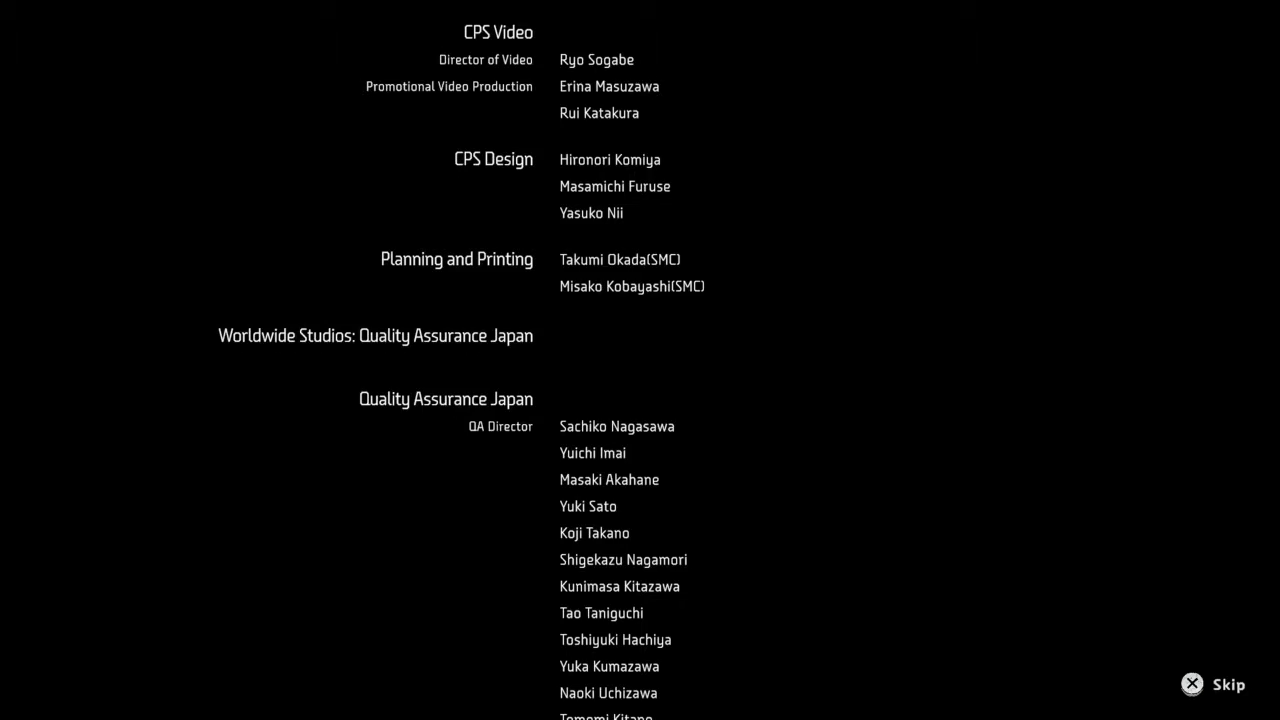 CPS Video
Director of Video Ryo Sogabe
Promotional Video Production Erina Masuzawa
Rui Katakura
CPS Design Hironori Komiya
Masamichi Furuse
Yasuko Nii
Planning and Printing Takumi Okada(SMC)
Misako Kobayashi(SMC)
Worldwide Studios: Quality Assurance Japan
Quality Assurance Japan
QA Director Sachiko Nagasawa
Yuichi Imai
Masaki Akahane
Yuki Sato
Koji Takano
Shigekazu Nagamori
Kunimasa Kitazawa
Tao Taniguchi
Toshiyuki Hachiya
Yuka Kumazawa
Naoki Uchizawa
Tomomi Kitano
Skip